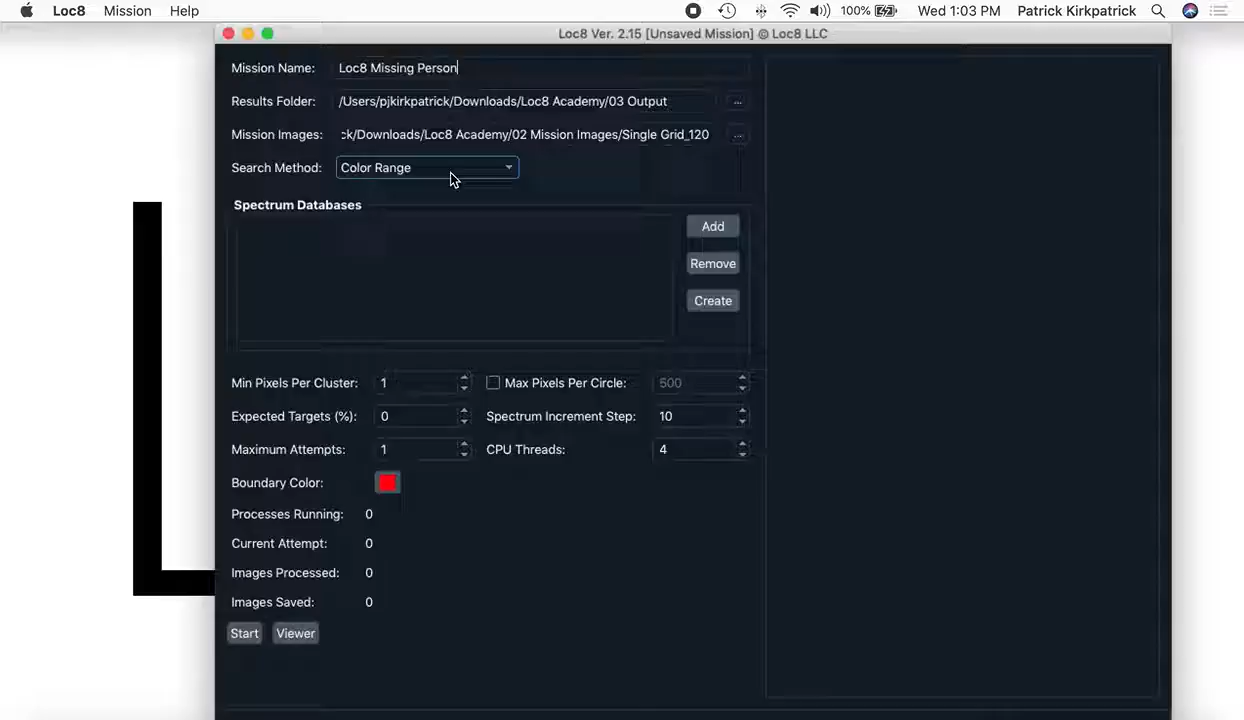 Loc8 Mission Help 100% Wed 1:03 PM Patrick Kirkpatrick
Loc8 Ver. 2.15 [Unsaved Mission] © Loc8 LLC
Mission Name: Loc8 Missing Person
Results Folder: /Users/pjkirkpatrick/Downloads/Loc8 Academy/03 Output ...
Mission Images: ck/Downloads/Loc8 Academy/02 Mission Images/Single Grid_120 ...
Search Method: Color Range
Spectrum Databases
Add
Remove
Create
Min Pixels Per Cluster: 1 Max Pixels Per Circle: 500
Expected Targets (%): 0 Spectrum Increment Step: 10
Maximum Attempts: 1 CPU Threads: 4
Boundary Color:
Processes Running: 0
Current Attempt: 0
Images Processed: 0
Images Saved: 0
Start Viewer